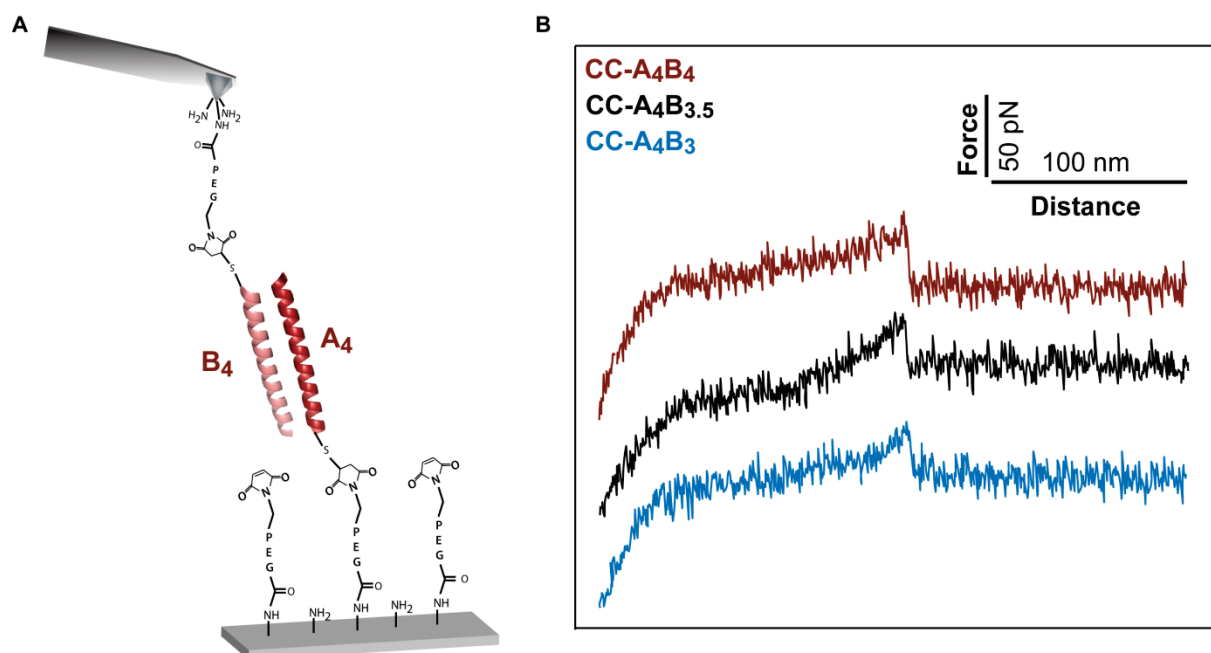 A
H₂N
NH₂
NH
O
P
E
G
N
O
O
S
B₄
A₄
S
O
O
N
O
O
N
O
O
N
P
E
G
P
E
G
P
E
G
O
O
O
NH
NH₂
NH
NH₂
NH
B
CC-A₄B₄
CC-A₄B₃.₅
CC-A₄B₃
Force
50 pN
100 nm
Distance